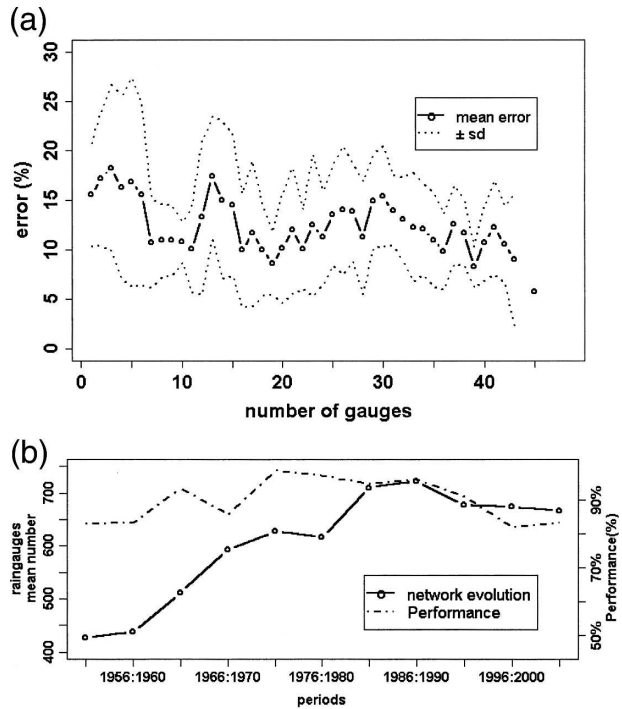 (a)
30
25
20
15
10
5
0
error (%)
mean error
± sd
0 10 20 30 40
number of gauges
(b)
700
600
500
400
raingauges
mean number
90%
70%
50%
Performance(%)
network evolution
Performance
1956:1960 1966:1970 1976:1980 1986:1990 1996:2000
periods